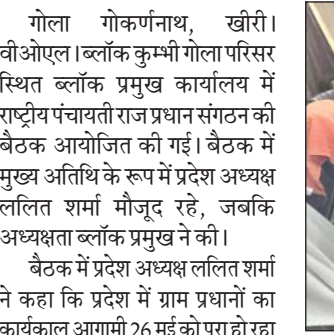 गोला गोकर्णनाथ, खीरी।
वीओएल।ब्लॉक कुम्भी गोला परिसर
स्थित ब्लॉक प्रमुख कार्यालय में
राष्ट्रीय पंचायती राज प्रधान संगठन की
बैठक आयोजित की गई। बैठक में
मुख्य अतिथि के रूप में प्रदेश अध्यक्ष
ललित शर्मा मौजूद रहे, जबकि
अध्यक्षता ब्लॉक प्रमुख ने की।
बैठक में प्रदेश अध्यक्ष ललित शर्मा
ने कहा कि प्रदेश में ग्राम प्रधानों का
कार्यकाल आगामी 26 मई को पूरा हो रहा